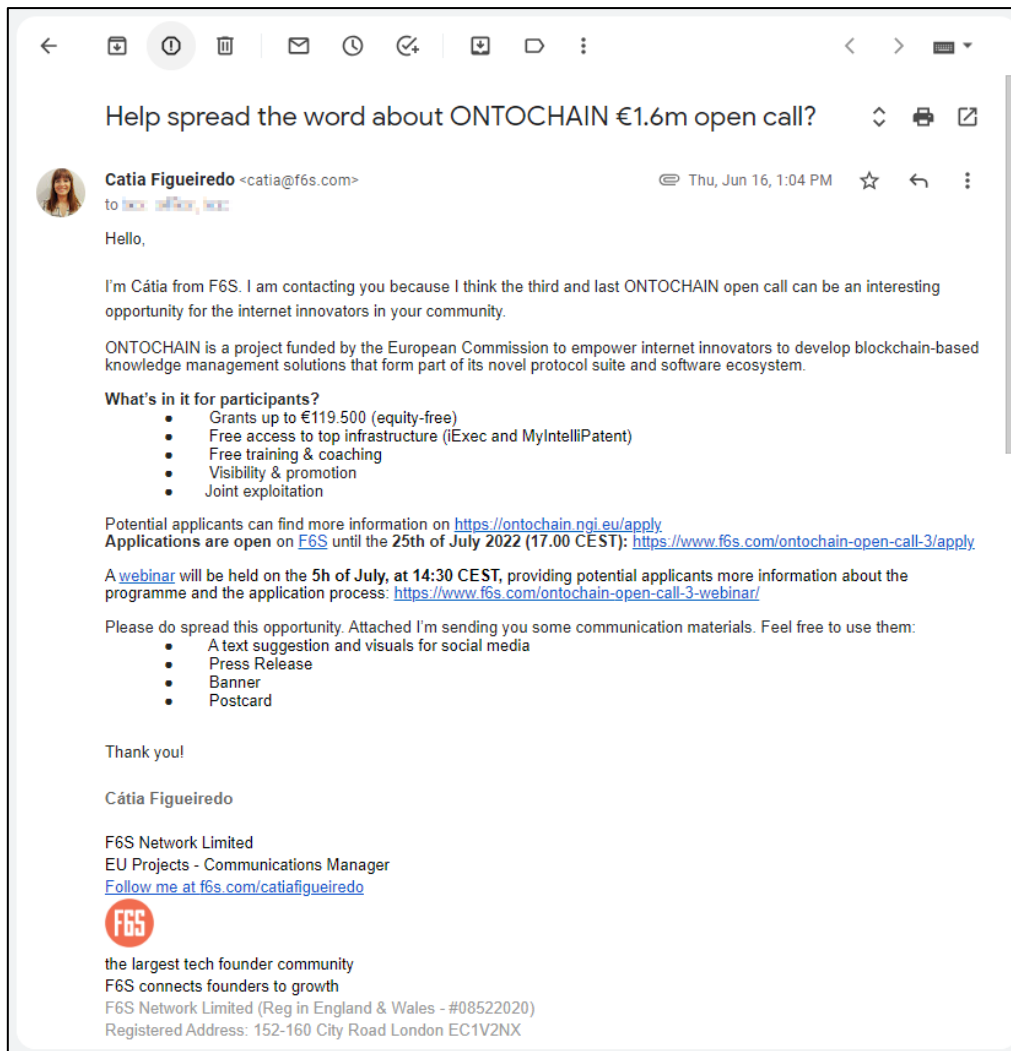 Help spread the word about ONTOCHAIN €1.6m open call?
Catia Figueiredo <catia@f6s.com>
Thu, Jun 16, 1:04 PM
to
Hello,
I'm Cátia from F6S. I am contacting you because I think the third and last ONTOCHAIN open call can be an interesting
opportunity for the internet innovators in your community.
ONTOCHAIN is a project funded by the European Commission to empower internet innovators to develop blockchain-based
knowledge management solutions that form part of its novel protocol suite and software ecosystem.
What's in it for participants?
● Grants up to €119.500 (equity-free)
● Free access to top infrastructure (iExec and MyIntelliPatent)
● Free training & coaching
● Visibility & promotion
● Joint exploitation
Potential applicants can find more information on https://ontochain.ngi.eu/apply
Applications are open on F6S until the 25th of July 2022 (17.00 CEST): https://www.f6s.com/ontochain-open-call-3/apply
A webinar will be held on the 5h of July, at 14:30 CEST, providing potential applicants more information about the
programme and the application process: https://www.f6s.com/ontochain-open-call-3-webinar/
Please do spread this opportunity. Attached I'm sending you some communication materials. Feel free to use them:
● A text suggestion and visuals for social media
● Press Release
● Banner
● Postcard
Thank you!
Cátia Figueiredo
F6S Network Limited
EU Projects - Communications Manager
Follow me at f6s.com/catiafigueiredo
F6S
the largest tech founder community
F6S connects founders to growth
F6S Network Limited (Reg in England & Wales - #08522020)
Registered Address: 152-160 City Road London EC1V2NX